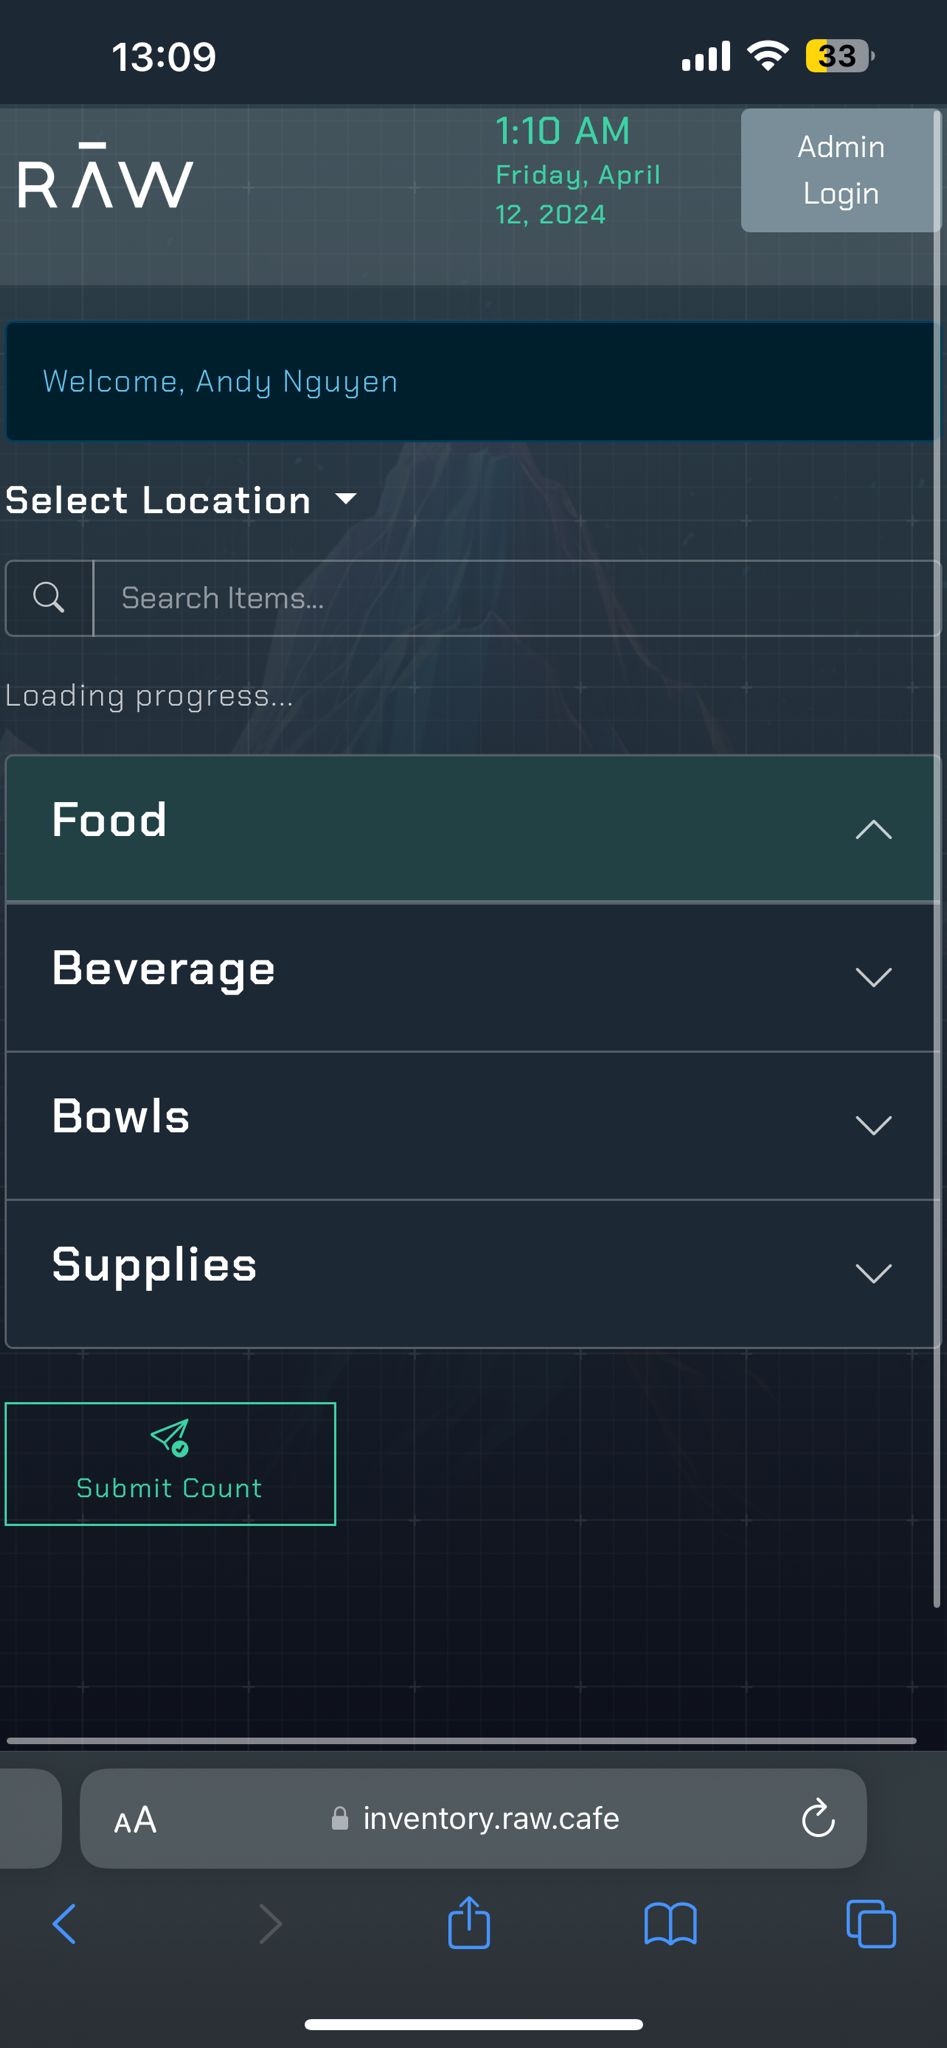 13:09
33
RĀW
1:10 AM
Friday, April
12, 2024
Admin
Login
Welcome, Andy Nguyen
Select Location
Search Items...
Loading progress...
Food
Beverage
Bowls
Supplies
Submit Count
AA
inventory.raw.cafe